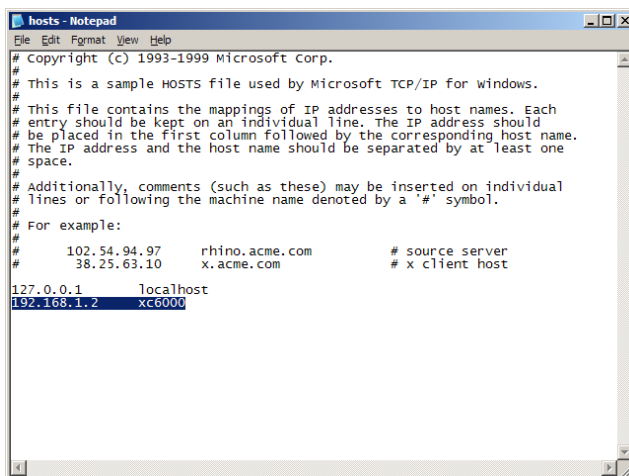 hosts - Notepad
File Edit Format View Help
# Copyright (c) 1993-1999 Microsoft Corp.
#
# This is a sample HOSTS file used by Microsoft TCP/IP for Windows.
#
# This file contains the mappings of IP addresses to host names. Each
# entry should be kept on an individual line. The IP address should
# be placed in the first column followed by the corresponding host name.
# The IP address and the host name should be separated by at least one
# space.
#
# Additionally, comments (such as these) may be inserted on individual
# lines or following the machine name denoted by a '#' symbol.
#
# For example:
#
#      102.54.94.97     rhino.acme.com          # source server
#       38.25.63.10     x.acme.com              # x client host

127.0.0.1       localhost
192.168.1.2     xc6000